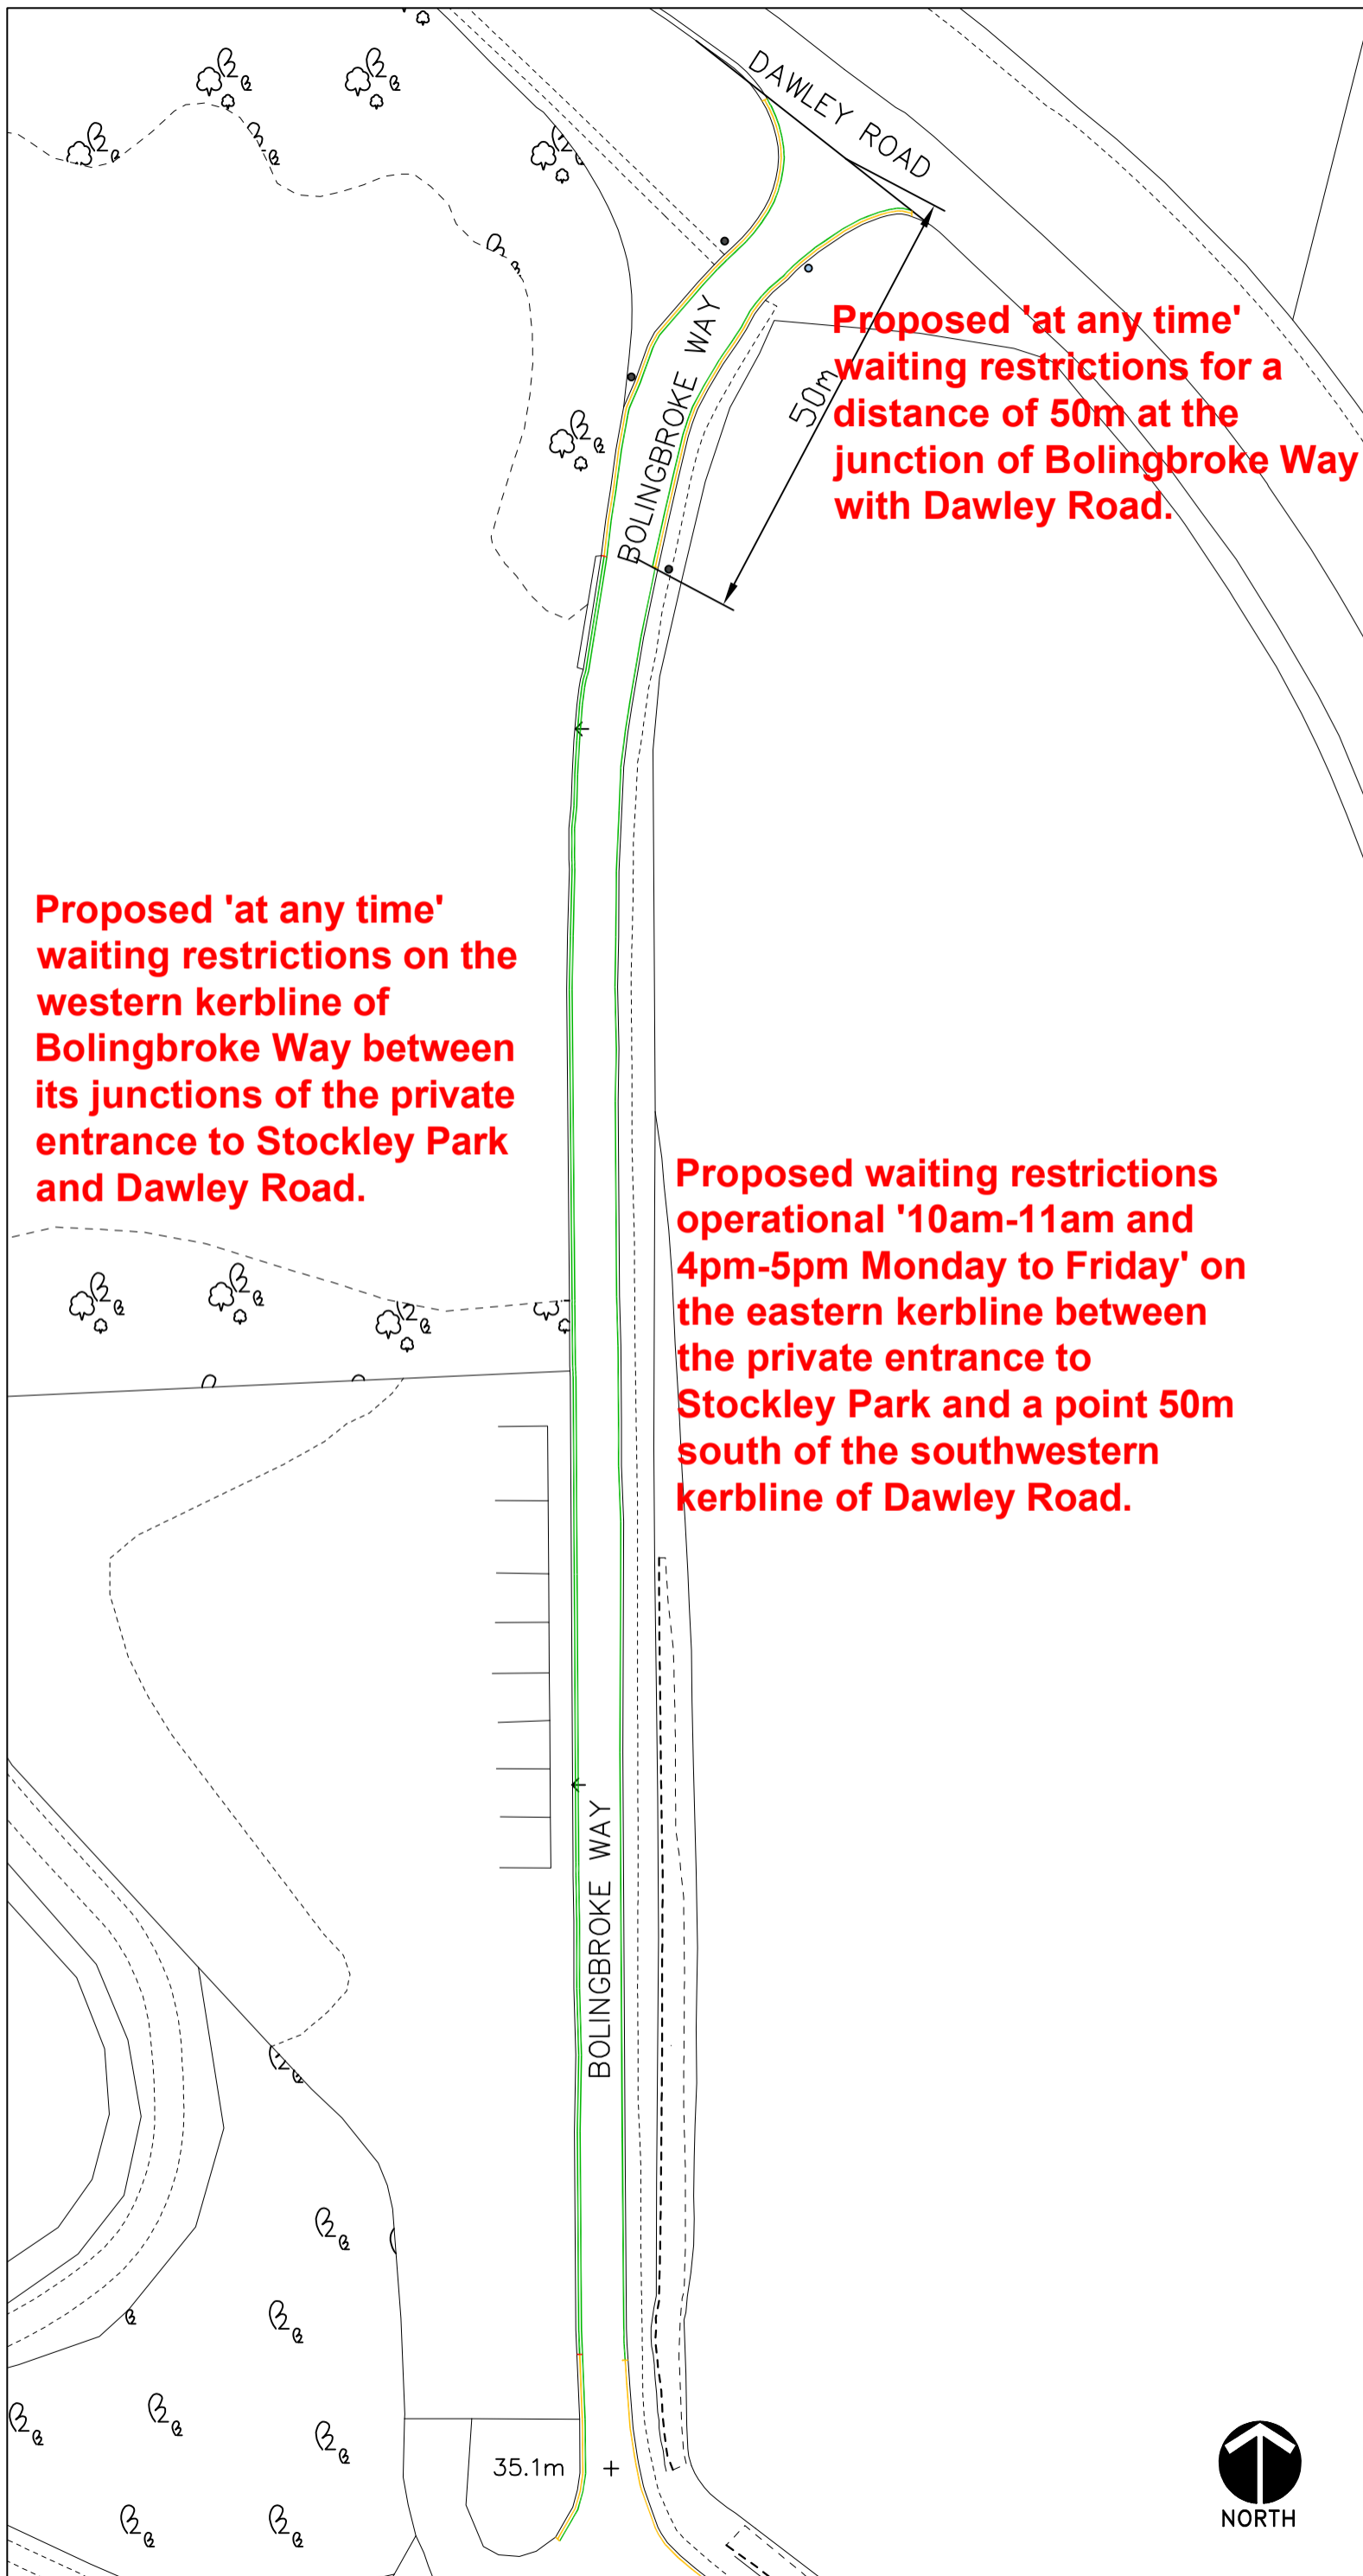 DAWLEY ROAD
BOLINGBROKE WAY
50m
Proposed 'at any time'
waiting restrictions for a
distance of 50m at the
junction of Bolingbroke Way
with Dawley Road.
Proposed 'at any time'
waiting restrictions on the
western kerbline of
Bolingbroke Way between
its junctions of the private
entrance to Stockley Park
and Dawley Road.
Proposed waiting restrictions
operational '10am-11am and
4pm-5pm Monday to Friday' on
the eastern kerbline between
the private entrance to
Stockley Park and a point 50m
south of the southwestern
kerbline of Dawley Road.
BOLINGBROKE WAY
35.1m +
NORTH